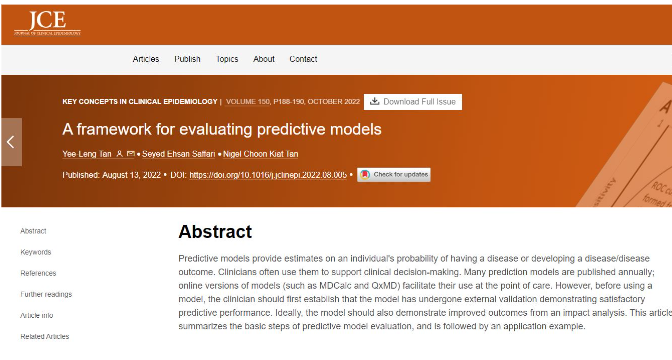 JCE
JOURNAL OF CLINICAL EPIDEMIOLOGY
Articles Publish Topics About Contact
KEY CONCEPTS IN CLINICAL EPIDEMIOLOGY | VOLUME 150, P188-190, OCTOBER 2022 Download Full Issue
A framework for evaluating predictive models
Yee-Leng Tan • Seyed Ehsan Saffari • Nigel Choon Kiat Tan
Published: August 13, 2022 • DOI: https://doi.org/10.1016/j.jclinepi.2022.08.005 • Check for updates
Abstract
Keywords
References
Further readings
Article info
Related Articles
Abstract
Predictive models provide estimates on an individual's probability of having a disease or developing a disease/disease
outcome. Clinicians often use them to support clinical decision-making. Many prediction models are published annually;
online versions of models (such as MDCalc and QxMD) facilitate their use at the point of care. However, before using a
model, the clinician should first establish that the model has undergone external validation demonstrating satisfactory
predictive performance. Ideally, the model should also demonstrate improved outcomes from an impact analysis. This article
summarizes the basic steps of predictive model evaluation, and is followed by an application example.